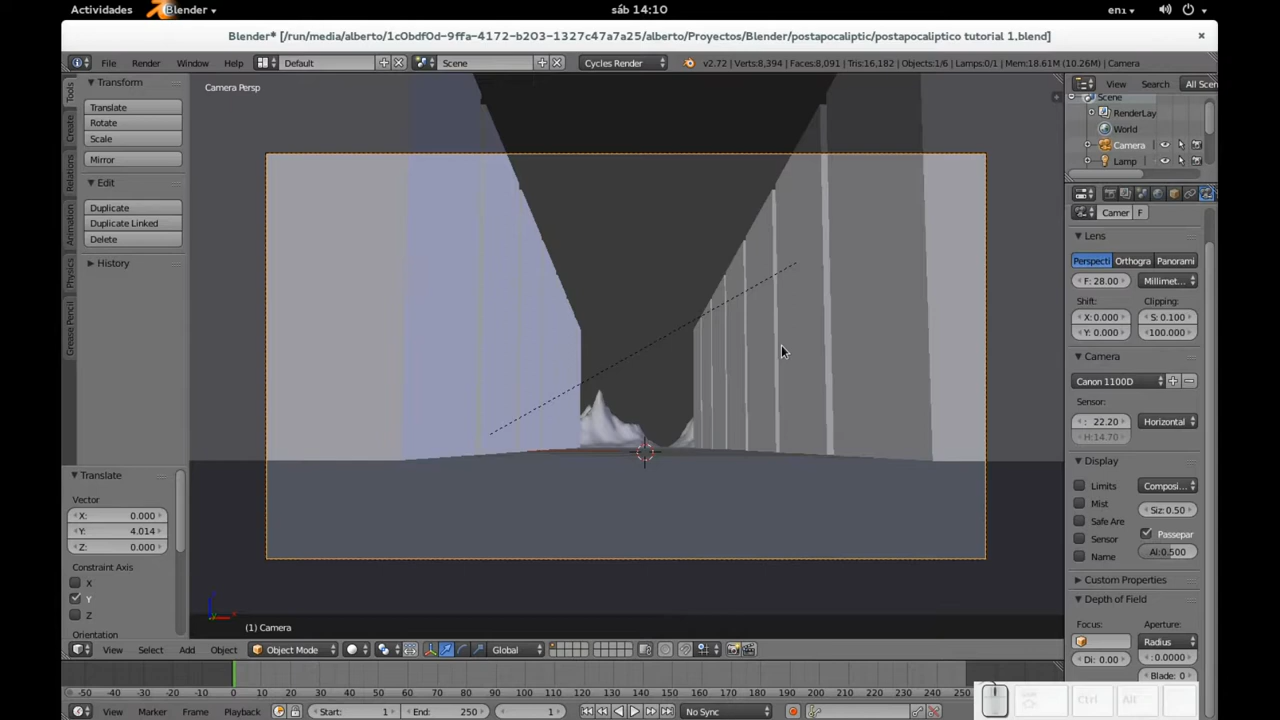 Actividades Blender sáb 14:10 en₁
Blender* [/run/media/alberto/1c0bdf0d-9ffa-4172-b203-1327c47a7a25/alberto/Proyectos/Blender/postapocaliptic/postapocaliptico tutorial 1.blend]
File Render Window Help Default Scene Cycles Render v2.72 | Verts:8,394 | Faces:8,091 | Tris:16,182 | Objects:1/6 | Lamps:0/1 | Mem:18.61M (10.26M) | Camera
Tools
Create
Relations
Animation
Physics
Grease Pencil
Transform
Translate
Rotate
Scale
Mirror
Edit
Duplicate
Duplicate Linked
Delete
History
Translate
Vector
X: 0.000
Y: 4.014
Z: 0.000
Constraint Axis
X
Y
Z
Orientation
Camera Persp
(1) Camera
View Search All Scen
Scene
RenderLay
World
Camera
Lamp
Camer F
Lens
Perspecti Orthogra Panorami
F: 28.00 Millimet...
Shift: Clipping:
X: 0.000 S: 0.100
Y: 0.000 :100.000
Camera
Canon 1100D
Sensor:
: 22.20 Horizontal
: H:14.70
Display
Limits Composi...
Mist Siz: 0.50
Safe Are
Sensor Passepar
Name Al:0.500
Custom Properties
Depth of Field
Focus: Aperture:
Radius
Di: 0.00 :0.0000
Blade: 0
View Select Add Object Object Mode Global
-50 -40 -30 -20 -10 0 10 20 30 40 50 60 70 80 90 100 110 120 130 140 150 160 170 180 190 200 210 220 230 240 250
View Marker Frame Playback Start: 1 End: 250 1 No Sync
Ctrl Alt